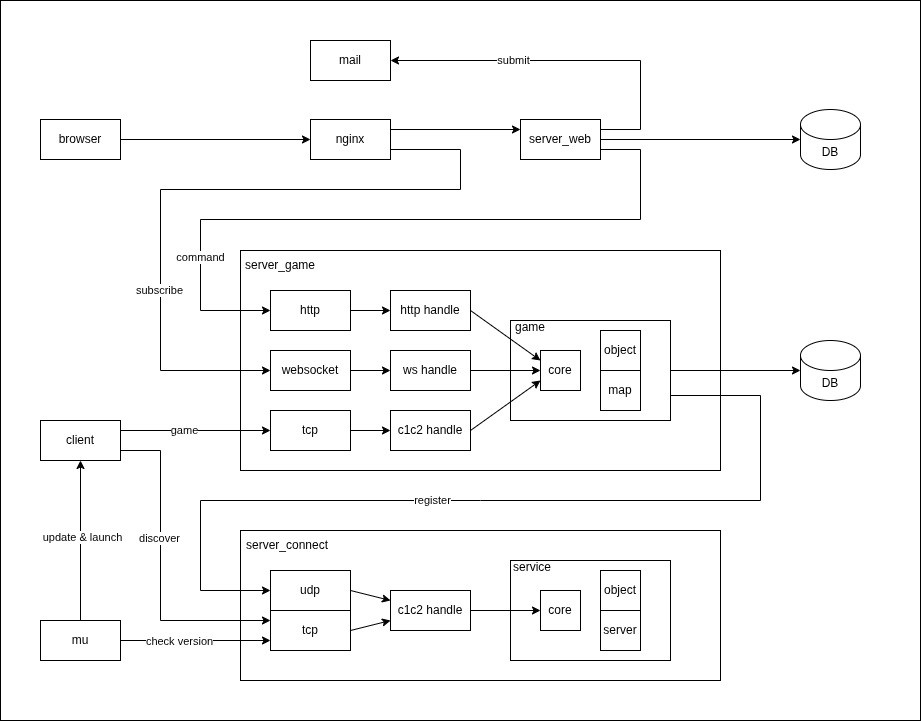 mail
submit
browser
nginx
server_web
DB
command
server_game
subscribe
http
http handle
game
object
websocket
ws handle
core
map
DB
client
game
tcp
c1c2 handle
register
update & launch
discover
server_connect
service
udp
object
c1c2 handle
core
tcp
server
mu
check version